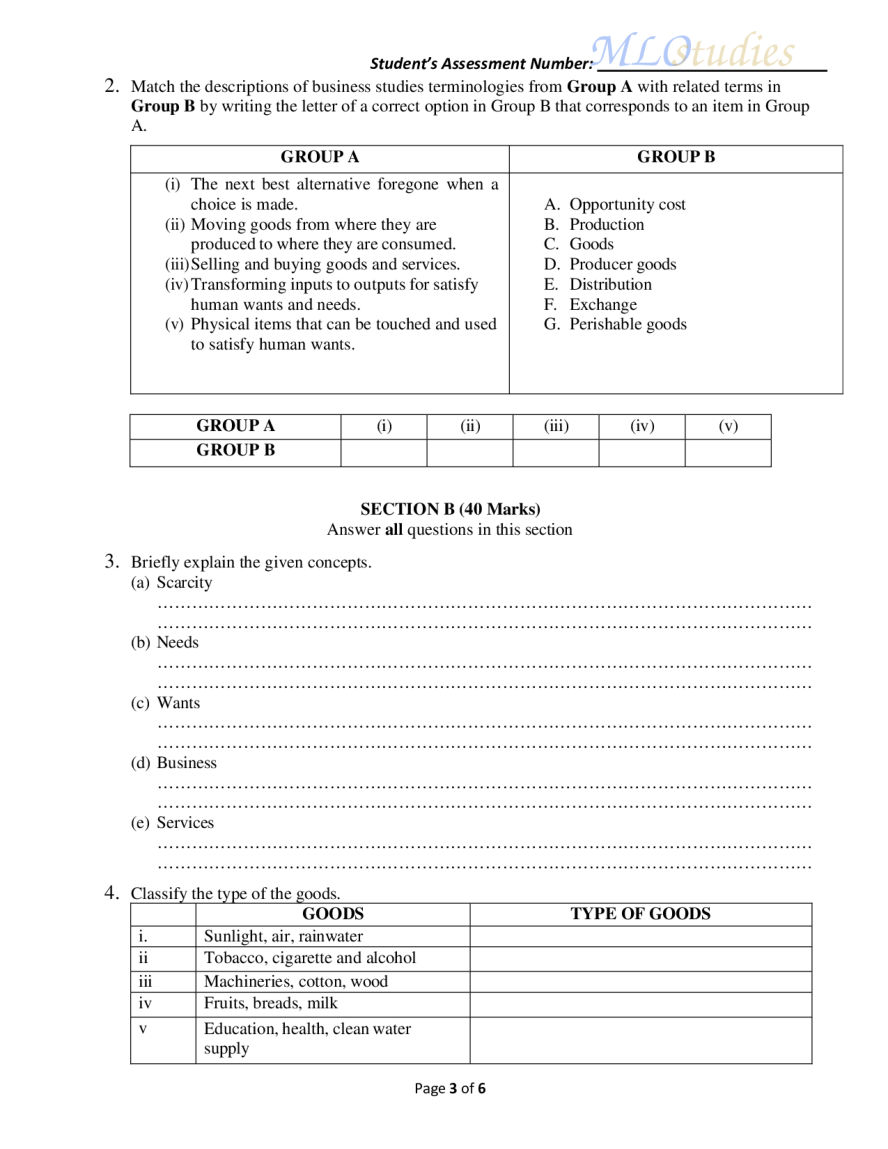 Student's Assessment Number:
MLOstudies
2. Match the descriptions of business studies terminologies from Group A with related terms in
Group B by writing the letter of a correct option in Group B that corresponds to an item in Group
A.
GROUP A
(i) The next best alternative foregone when a
choice is made.
(ii) Moving goods from where they are
produced to where they are consumed.
(iii)Selling and buying goods and services.
(iv)Transforming inputs to outputs for satisfy
human wants and needs.
(v) Physical items that can be touched and used
to satisfy human wants.
GROUP B
A. Opportunity cost
B. Production
C. Goods
D. Producer goods
E. Distribution
F. Exchange
G. Perishable goods
GROUP A (i) (ii) (iii) (iv) (v)
GROUP B
SECTION B (40 Marks)
Answer all questions in this section
3. Briefly explain the given concepts.
(a) Scarcity
……………………………………………………………………………………………………
……………………………………………………………………………………………………
(b) Needs
……………………………………………………………………………………………………
……………………………………………………………………………………………………
(c) Wants
……………………………………………………………………………………………………
……………………………………………………………………………………………………
(d) Business
……………………………………………………………………………………………………
……………………………………………………………………………………………………
(e) Services
……………………………………………………………………………………………………
……………………………………………………………………………………………………
4. Classify the type of the goods.
GOODS TYPE OF GOODS
i. Sunlight, air, rainwater
ii Tobacco, cigarette and alcohol
iii Machineries, cotton, wood
iv Fruits, breads, milk
v Education, health, clean water
supply
Page 3 of 6